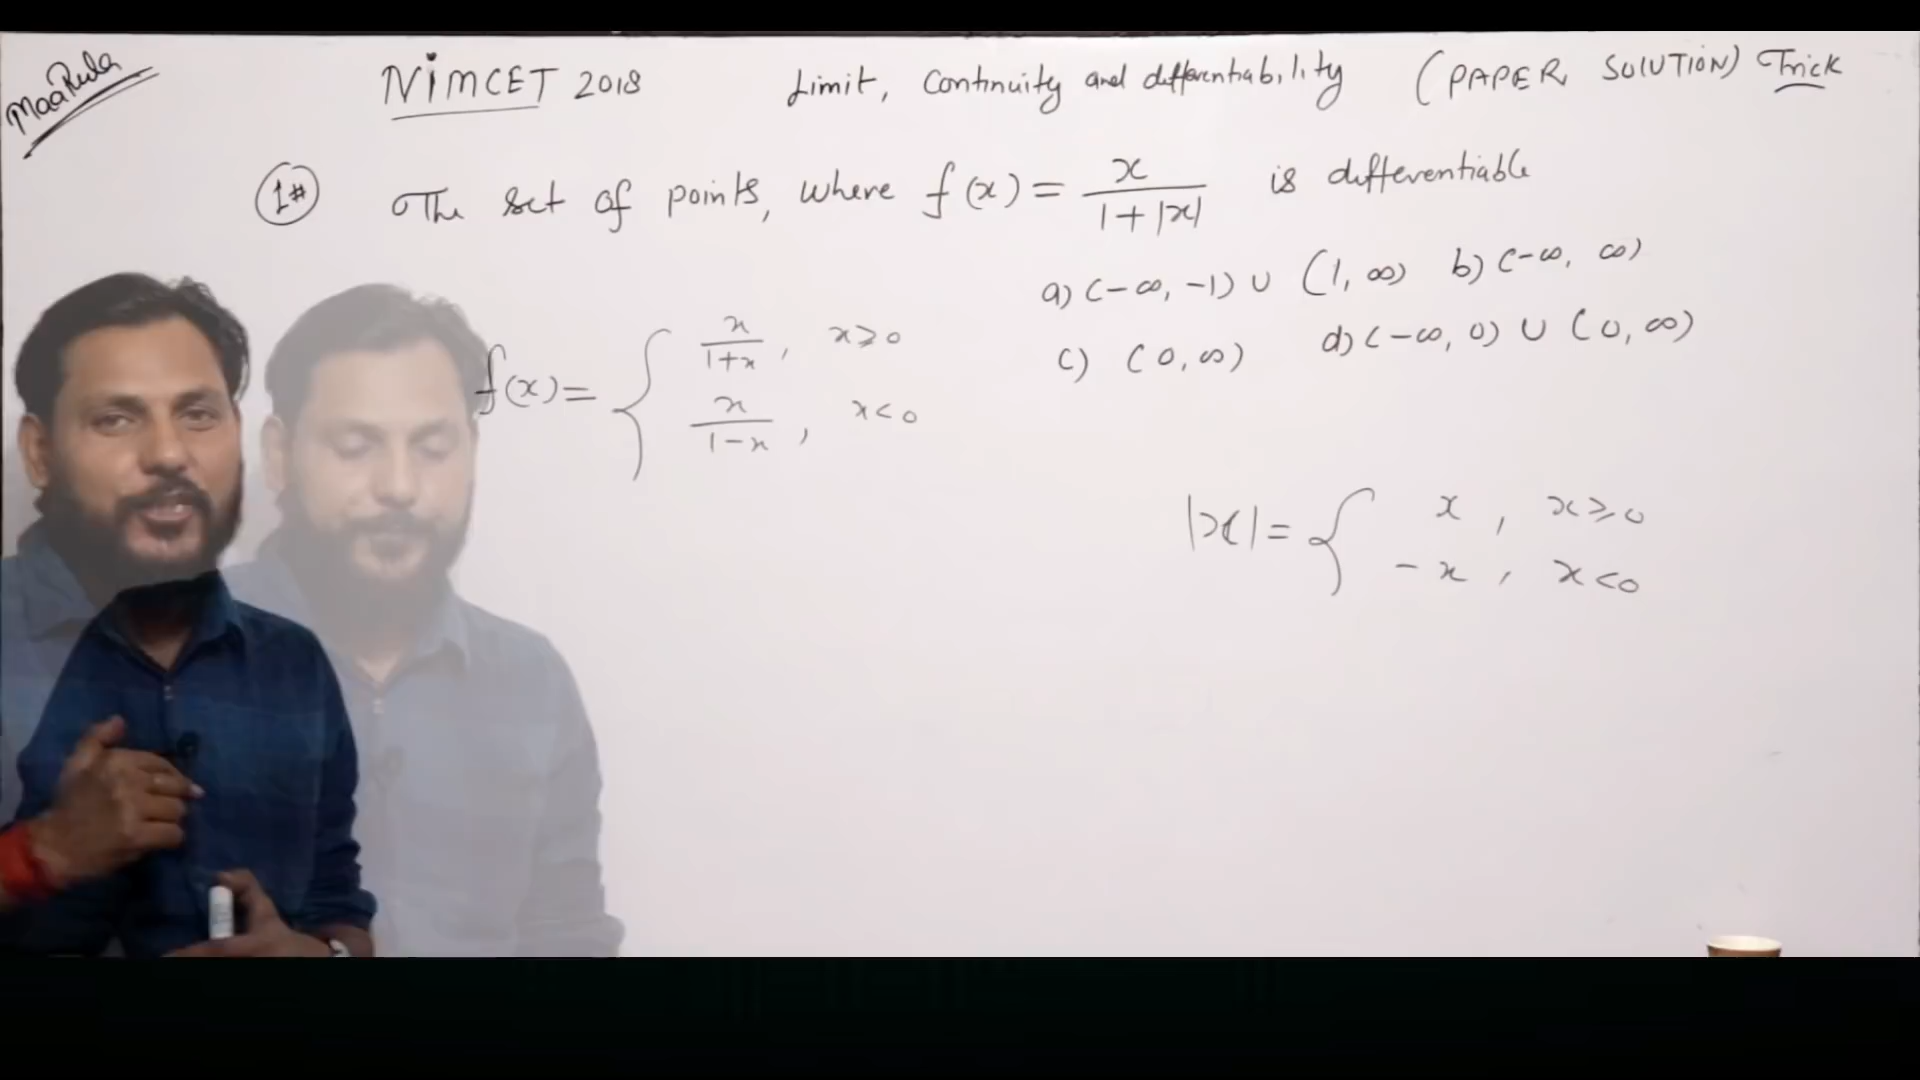 MaaRula
NIMCET 2018 Limit, Continuity and differentiability (PAPER SOLUTION) Trick
1# The set of points, where f(x) = x / 1+|x| is differentiable
a) (-∞, -1) ∪ (1, ∞) b) (-∞, ∞)
c) (0, ∞) d) (-∞, 0) ∪ (0, ∞)
f(x) = { x / 1+x , x ≥ 0
x / 1-x , x < 0
|x| = { x , x ≥ 0
-x , x < 0